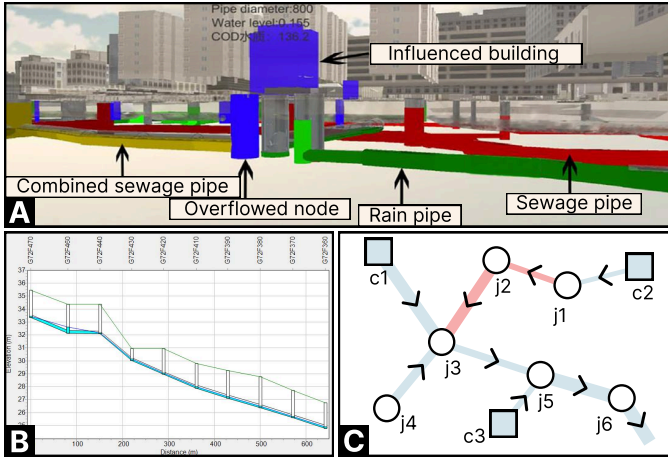 Pipe diameter:800
Water level:0.155
COD水
136.2
Influenced building
Combined sewage pipe
Overflowed node
Rain pipe
Sewage pipe
A
G72F470
G72F460
G72F440
G72F430
G72F420
G72F410
G72F390
G72F380
G72F370
G72F360
37
36
35
34
33
32
31
30
29
28
27
26
Elevation (m)
100
200
300
400
500
600
Distance (m)
B
c1
j2
j1
c2
j3
j4
c3
j5
j6
C